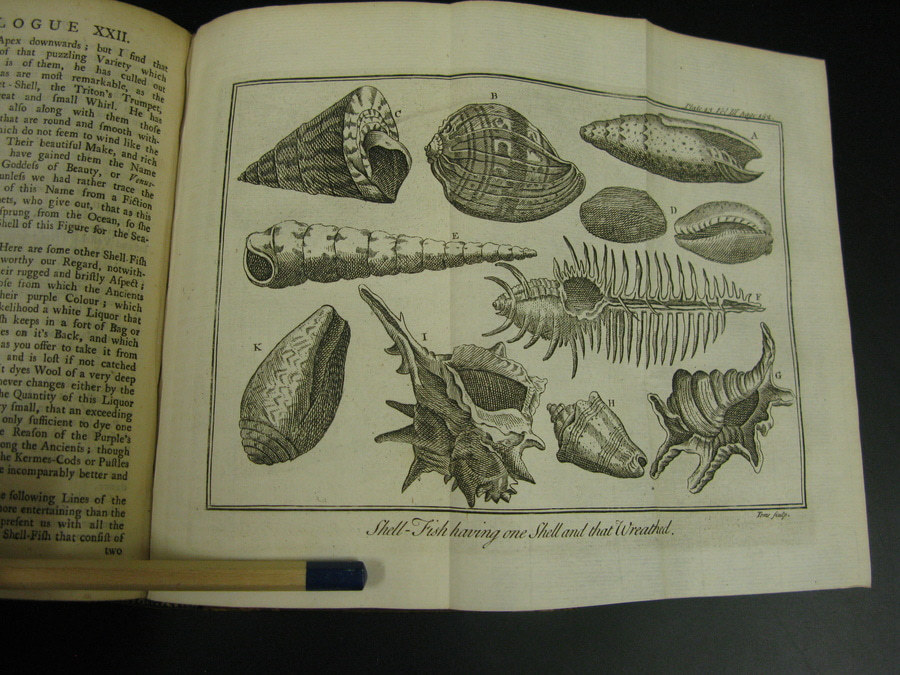 LOGUE XXII.
Apex downwards; but I find that
of that puzzling Variety which
is of them, he has culled out
as are moſt remarkable, as the
t-Shell, the Triton's Trumpet,
eat and ſmall Whirl. He has
alſo along with them thoſe
that are round and ſmooth with-
hich do not ſeem to wind like the
Their beautiful Make, and rich
have gained them the Name
Goddeſs of Beauty, or Venus-
unleſs we had rather trace the
of this Name from a Fiction
ets, who give out, that as this
ſprung from the Ocean, ſo ſhe
Shell of this Figure for the Sea-
Here are ſome other Shell-Fiſh
worthy our Regard, notwith-
eir rugged and briſtly Aſpect;
oſe from which the Ancients
heir purple Colour; which
kelihood a white Liquor that
ſh keeps in a ſort of Bag or
es on it's Back, and which
as you offer to take it from
and is loſt if not catched
t dyes Wool of a very deep
never changes either by the
he Quantity of this Liquor
ry ſmall, that an exceeding
only ſufficient to dye one
e Reaſon of the Purple's
ong the Ancients; though
he Kermes-Cods or Puſtles
e incomparably better and
e following Lines of the
ore entertaining than the
preſent us with all the
Shell-Fiſh that conſiſt of
two
A
B
C
D
E
F
K
I
H
G
Shell-Fish having one Shell and that Wreathed.